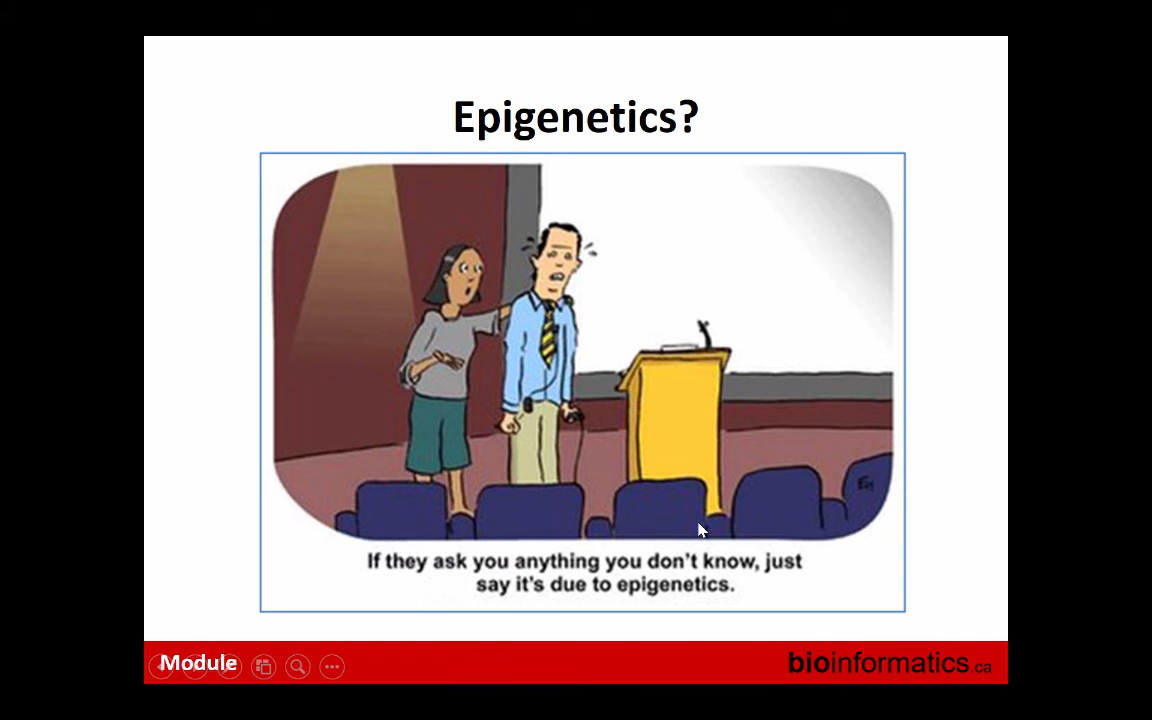 Epigenetics?
If they ask you anything you don't know, just
say it's due to epigenetics.
Module
bioinformatics.ca